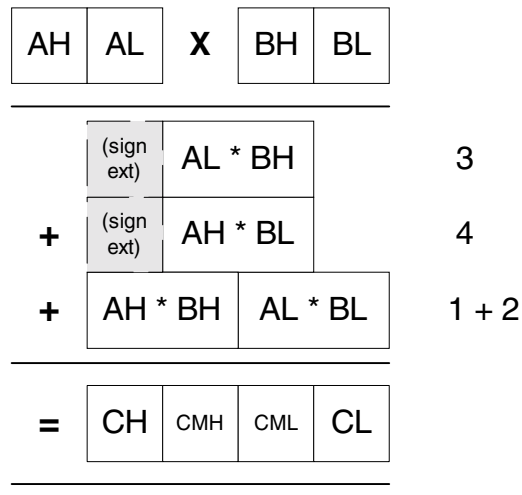 AH AL X BH BL
(sign ext) AL * BH 3
+ (sign ext) AH * BL 4
+ AH * BH AL * BL 1 + 2
= CH CMH CML CL